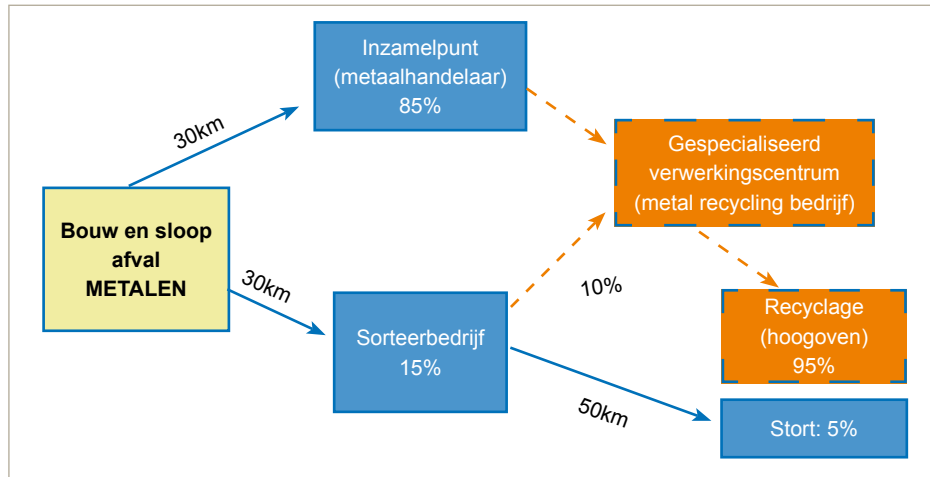 Inzamelpunt
(metaalhandelaar)
85%
30km
Gespecialiseerd
verwerkingscentrum
(metal recycling bedrijf)
Bouw en sloop
afval
METALEN
30km
10%
Sorteerbedrijf
15%
Recyclage
(hoogoven)
95%
50km
Stort: 5%